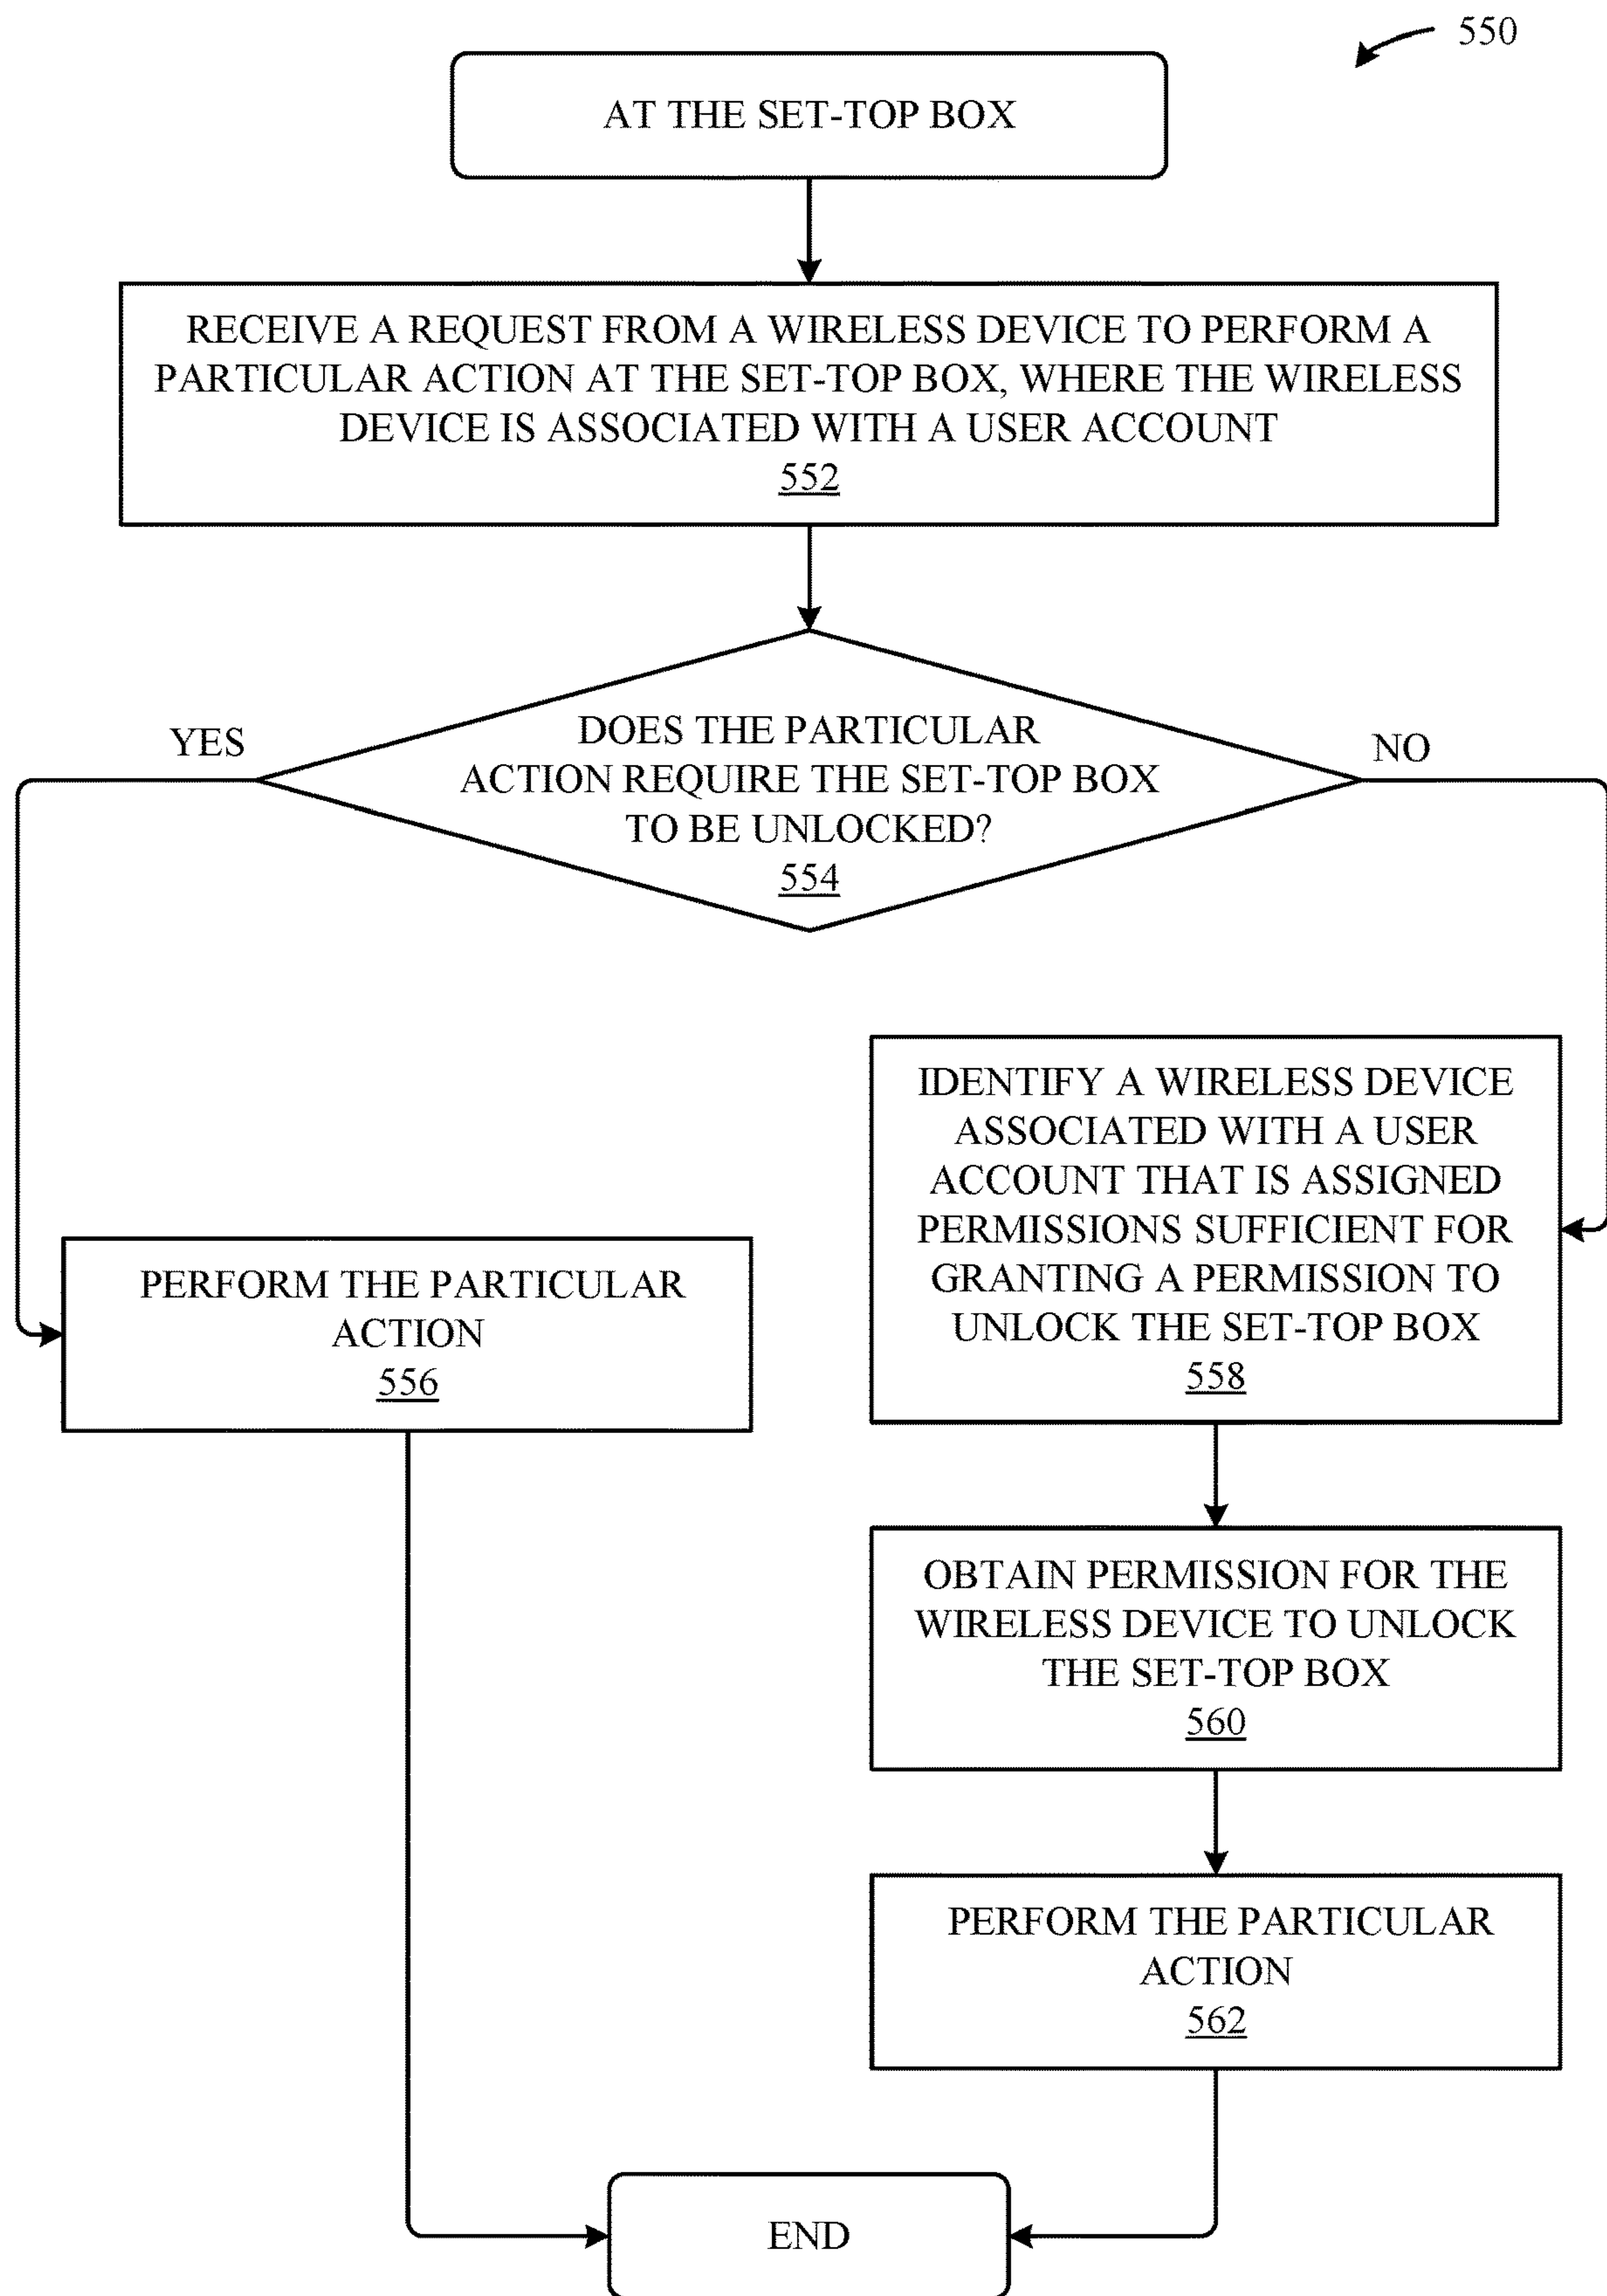 550
AT THE SET-TOP BOX
RECEIVE A REQUEST FROM A WIRELESS DEVICE TO PERFORM A
PARTICULAR ACTION AT THE SET-TOP BOX, WHERE THE WIRELESS
DEVICE IS ASSOCIATED WITH A USER ACCOUNT
552
DOES THE PARTICULAR
ACTION REQUIRE THE SET-TOP BOX
TO BE UNLOCKED?
554
YES
NO
PERFORM THE PARTICULAR
ACTION
556
IDENTIFY A WIRELESS DEVICE
ASSOCIATED WITH A USER
ACCOUNT THAT IS ASSIGNED
PERMISSIONS SUFFICIENT FOR
GRANTING A PERMISSION TO
UNLOCK THE SET-TOP BOX
558
OBTAIN PERMISSION FOR THE
WIRELESS DEVICE TO UNLOCK
THE SET-TOP BOX
560
PERFORM THE PARTICULAR
ACTION
562
END